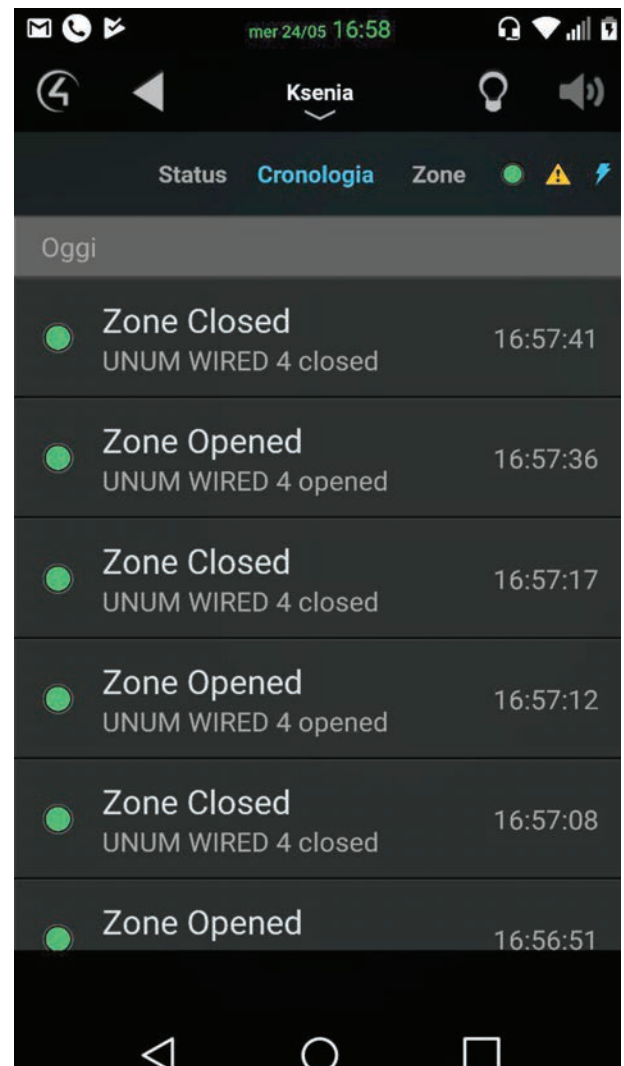 mer 24/05 16:58
Ksenia
Status Cronologia Zone
Oggi
Zone Closed
UNUM WIRED 4 closed
16:57:41
Zone Opened
UNUM WIRED 4 opened
16:57:36
Zone Closed
UNUM WIRED 4 closed
16:57:17
Zone Opened
UNUM WIRED 4 opened
16:57:12
Zone Closed
UNUM WIRED 4 closed
16:57:08
Zone Opened
16:56:51